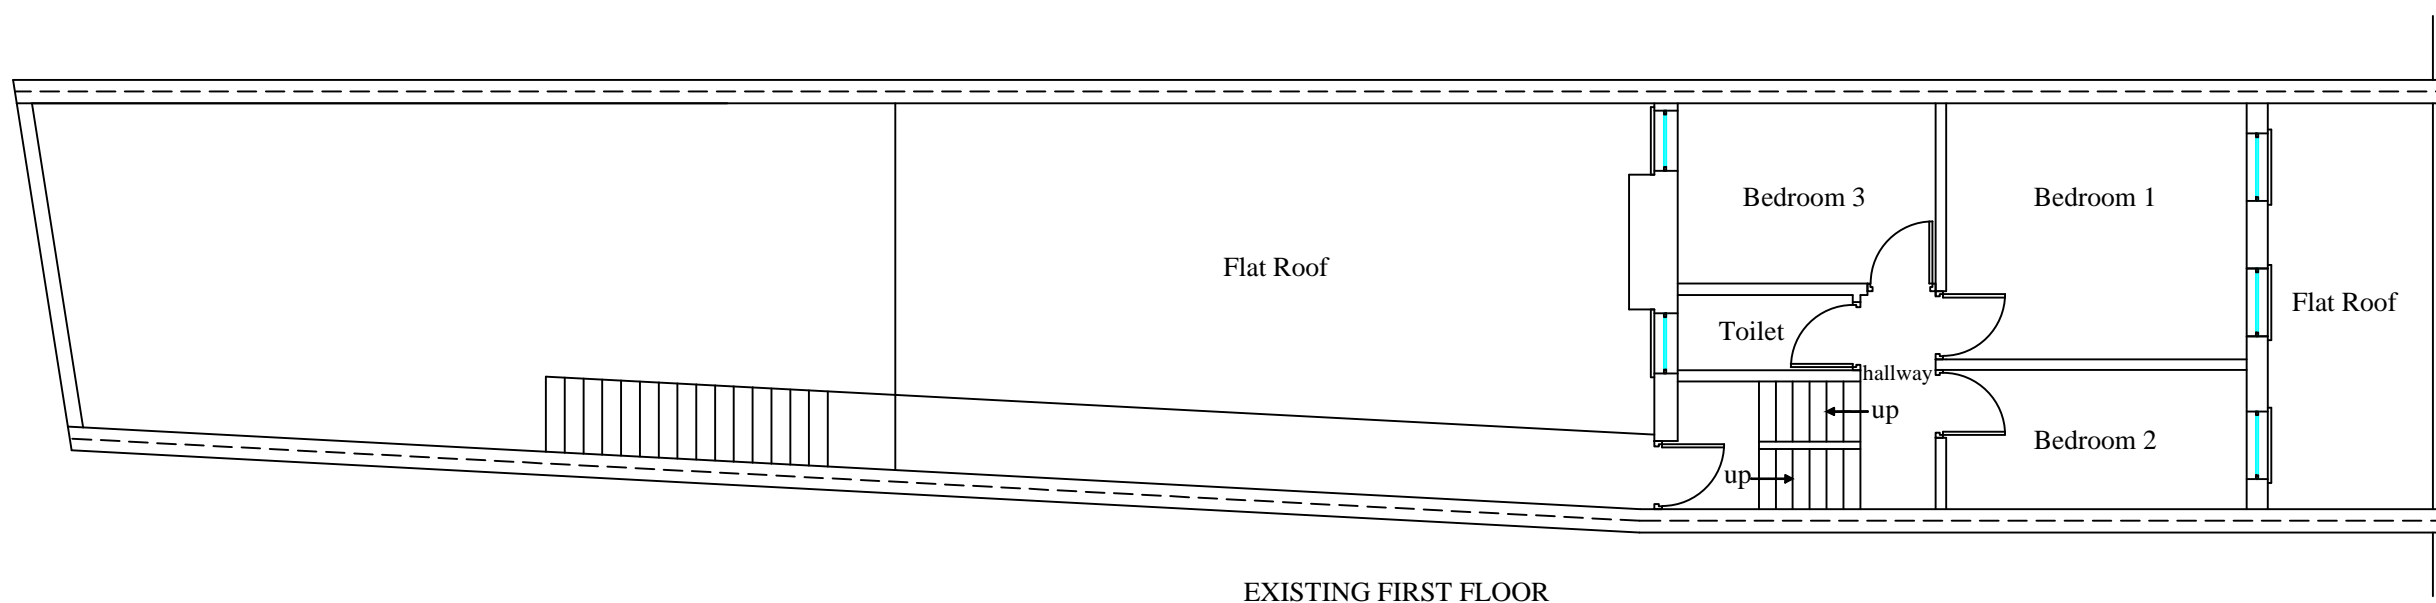 Bedroom 3
Bedroom 1
Flat Roof
Flat Roof
Toilet
hallway
up
Bedroom 2
up
EXISTING FIRST FLOOR